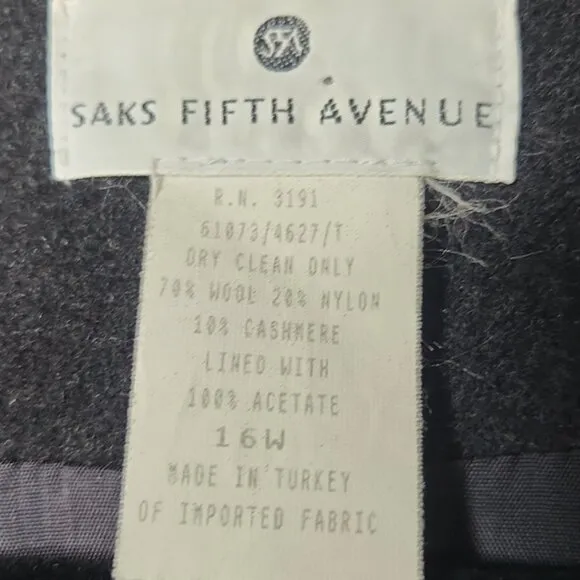 SFA
SAKS FIFTH AVENUE
R.N. 3191
61073/4627/T
DRY CLEAN ONLY
70% WOOL 20% NYLON
10% CASHMERE
LINED WITH
100% ACETATE
16W
MADE IN TURKEY
OF IMPORTED FABRIC